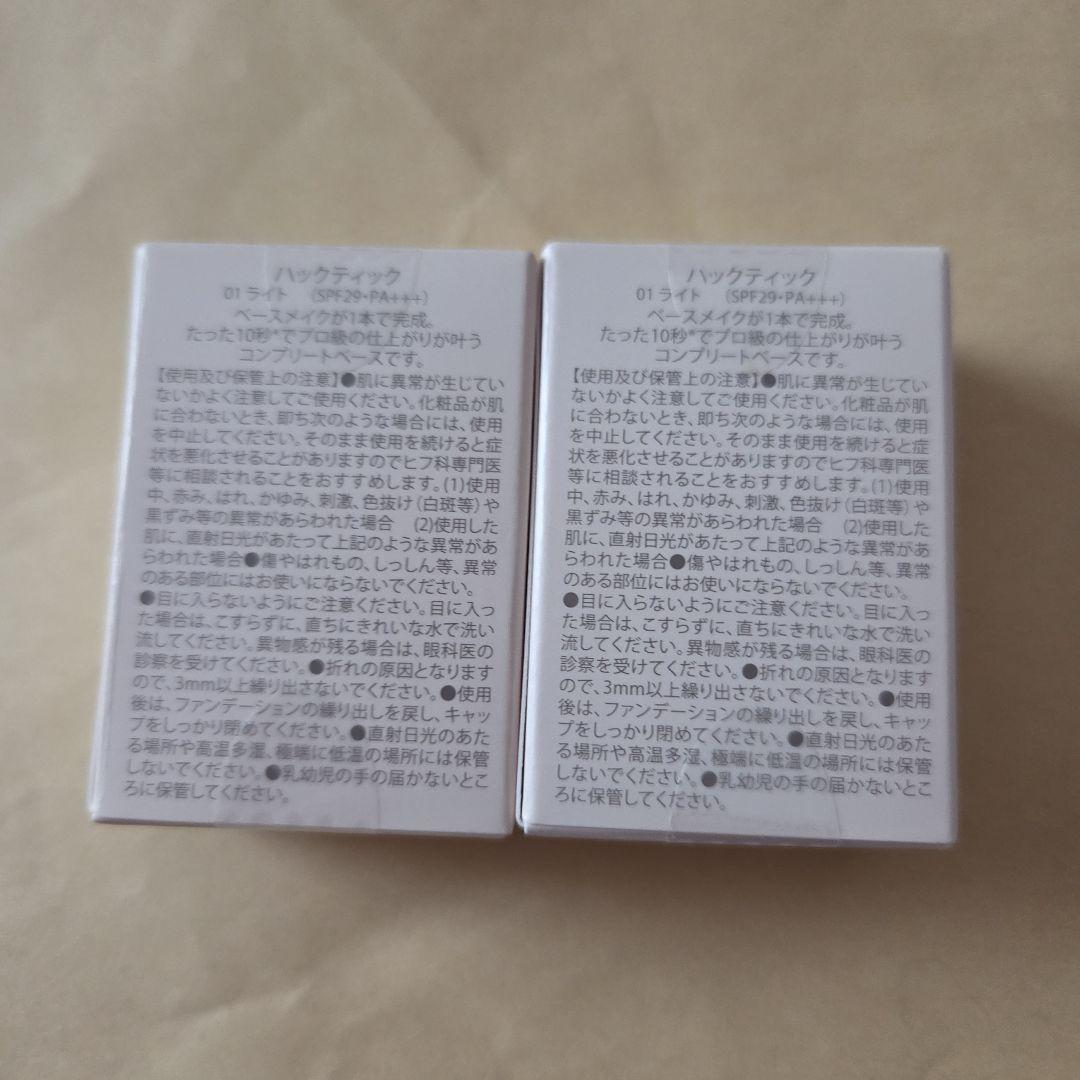 ハックティック
01 ライト　（SPF29・PA+++）
ベースメイクが1本で完成。
たった10秒*でプロ級の仕上がりが叶う
コンプリートベースです。
【使用及び保管上の注意】●肌に異常が生じてい
ないかよく注意してご使用ください。化粧品が肌
に合わないとき、即ち次のような場合には、使用
を中止してください。そのまま使用を続けると症
状を悪化させることがありますのでヒフ科専門医
等に相談されることをおすすめします。(1)使用
中、赤み、はれ、かゆみ、刺激、色抜け（白斑等）や
黒ずみ等の異常があらわれた場合　(2)使用した
肌に、直射日光があたって上記のような異常があ
らわれた場合●傷やはれもの、しっしん等、異常
のある部位にはお使いにならないでください。
●目に入らないようにご注意ください。目に入っ
た場合は、こすらずに、直ちにきれいな水で洗い
流してください。異物感が残る場合は、眼科医の
診察を受けてください。●折れの原因となります
ので、3mm以上繰り出さないでください。●使用
後は、ファンデーションの繰り出しを戻し、キャッ
プをしっかり閉めてください。●直射日光のあた
る場所や高温多湿、極端に低温の場所には保管
しないでください。●乳幼児の手の届かないとこ
ろに保管してください。
ハックティック
01 ライト　（SPF29・PA+++）
ベースメイクが1本で完成。
たった10秒*でプロ級の仕上がりが叶う
コンプリートベースです。
【使用及び保管上の注意】●肌に異常が生じてい
ないかよく注意してご使用ください。化粧品が肌
に合わないとき、即ち次のような場合には、使用
を中止してください。そのまま使用を続けると症
状を悪化させることがありますのでヒフ科専門医
等に相談されることをおすすめします。(1)使用
中、赤み、はれ、かゆみ、刺激、色抜け（白斑等）や
黒ずみ等の異常があらわれた場合　(2)使用した
肌に、直射日光があたって上記のような異常があ
らわれた場合●傷やはれもの、しっしん等、異常
のある部位にはお使いにならないでください。
●目に入らないようにご注意ください。目に入っ
た場合は、こすらずに、直ちにきれいな水で洗い
流してください。異物感が残る場合は、眼科医の
診察を受けてください。●折れの原因となります
ので、3mm以上繰り出さないでください。●使用
後は、ファンデーションの繰り出しを戻し、キャッ
プをしっかり閉めてください。●直射日光のあた
る場所や高温多湿、極端に低温の場所には保管
しないでください。●乳幼児の手の届かないとこ
ろに保管してください。